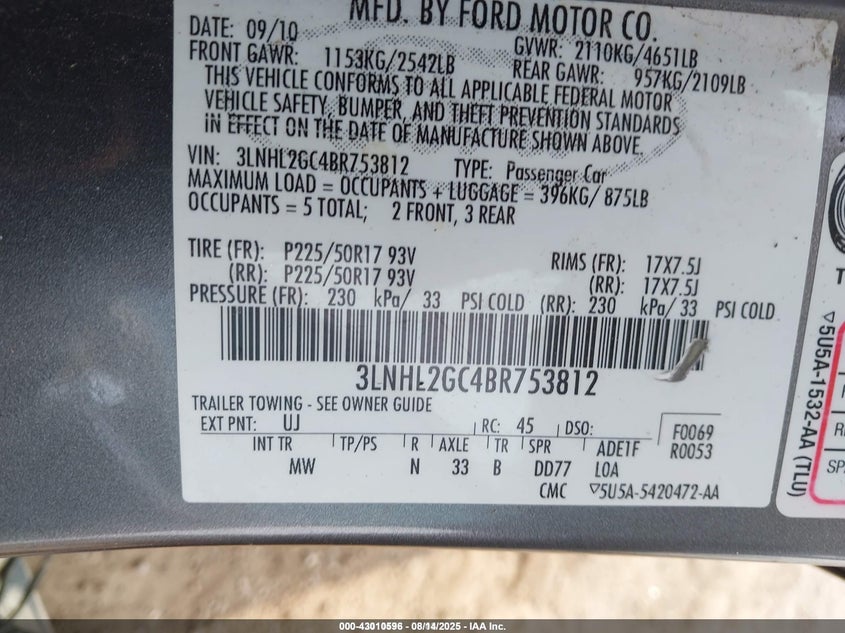 MFD. BY FORD MOTOR CO.
DATE: 09/10 GVWR: 2110KG/4651LB
FRONT GAWR: 1153KG/2542LB REAR GAWR: 957KG/2109LB
THIS VEHICLE CONFORMS TO ALL APPLICABLE FEDERAL MOTOR
VEHICLE SAFETY, BUMPER, AND THEFT PREVENTION STANDARDS
IN EFFECT ON THE DATE OF MANUFACTURE SHOWN ABOVE.
VIN: 3LNHL2GC4BR753812 TYPE: Passenger Car
MAXIMUM LOAD = OCCUPANTS + LUGGAGE = 396KG/ 875LB
OCCUPANTS = 5 TOTAL; 2 FRONT, 3 REAR
TIRE (FR): P225/50R17 93V RIMS (FR): 17X7.5J
(RR): P225/50R17 93V (RR): 17X7.5J
PRESSURE (FR): 230 kPa/ 33 PSI COLD (RR): 230 kPa/ 33 PSI COLD
3LNHL2GC4BR753812
TRAILER TOWING - SEE OWNER GUIDE
EXT PNT: UJ RC: 45 DSO: F0069
INT TR TP/PS R AXLE TR SPR ADE1F R0053
MW N 33 B DD77 LOA
CMC ▽5U5A-5420472-AA
▽5U5A-1532-AA (TLU)
000-43010596 - 08/14/2025 - IAA Inc.